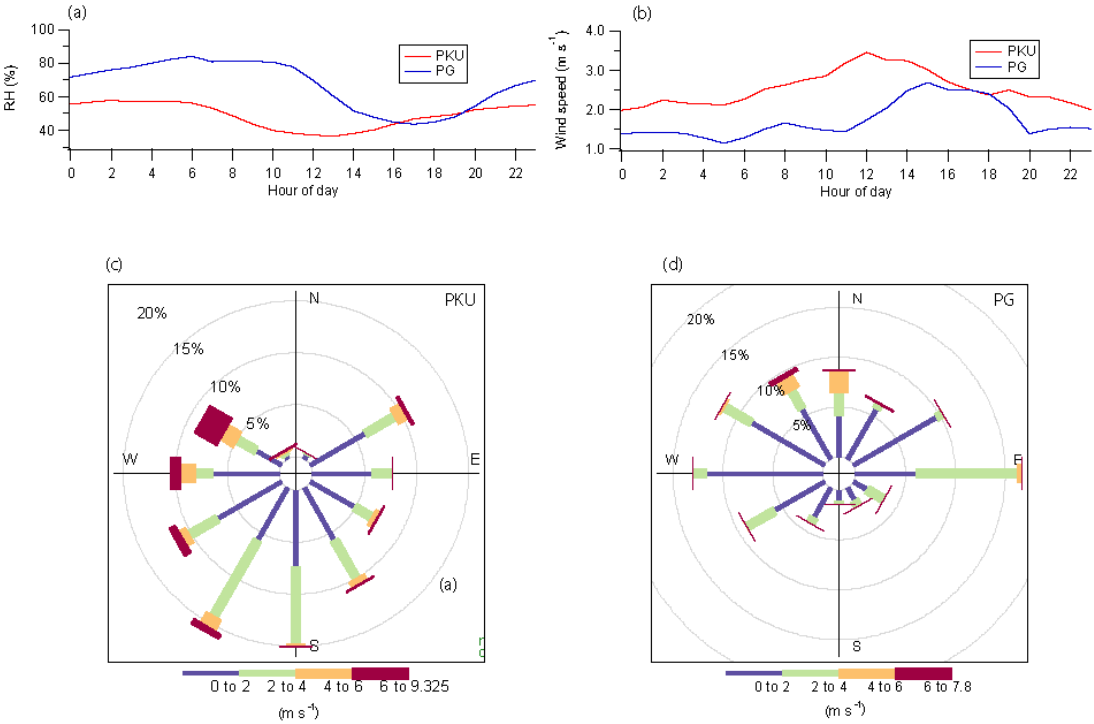 (a)
100
80
60
40
RH (%)
PKU
PG
0 2 4 6 8 10 12 14 16 18 20 22
Hour of day
(b)
4.0
3.0
2.0
1.0
Wind speed (m s⁻¹)
PKU
PG
0 2 4 6 8 10 12 14 16 18 20 22
Hour of day
(c)
N
PKU
20%
15%
10%
5%
W
E
(a)
S
0 to 2 2 to 4 4 to 6 6 to 9.325
(m s⁻¹)
(d)
N
PG
20%
15%
10%
5%
W
E
S
0 to 2 2 to 4 4 to 6 6 to 7.8
(m s⁻¹)